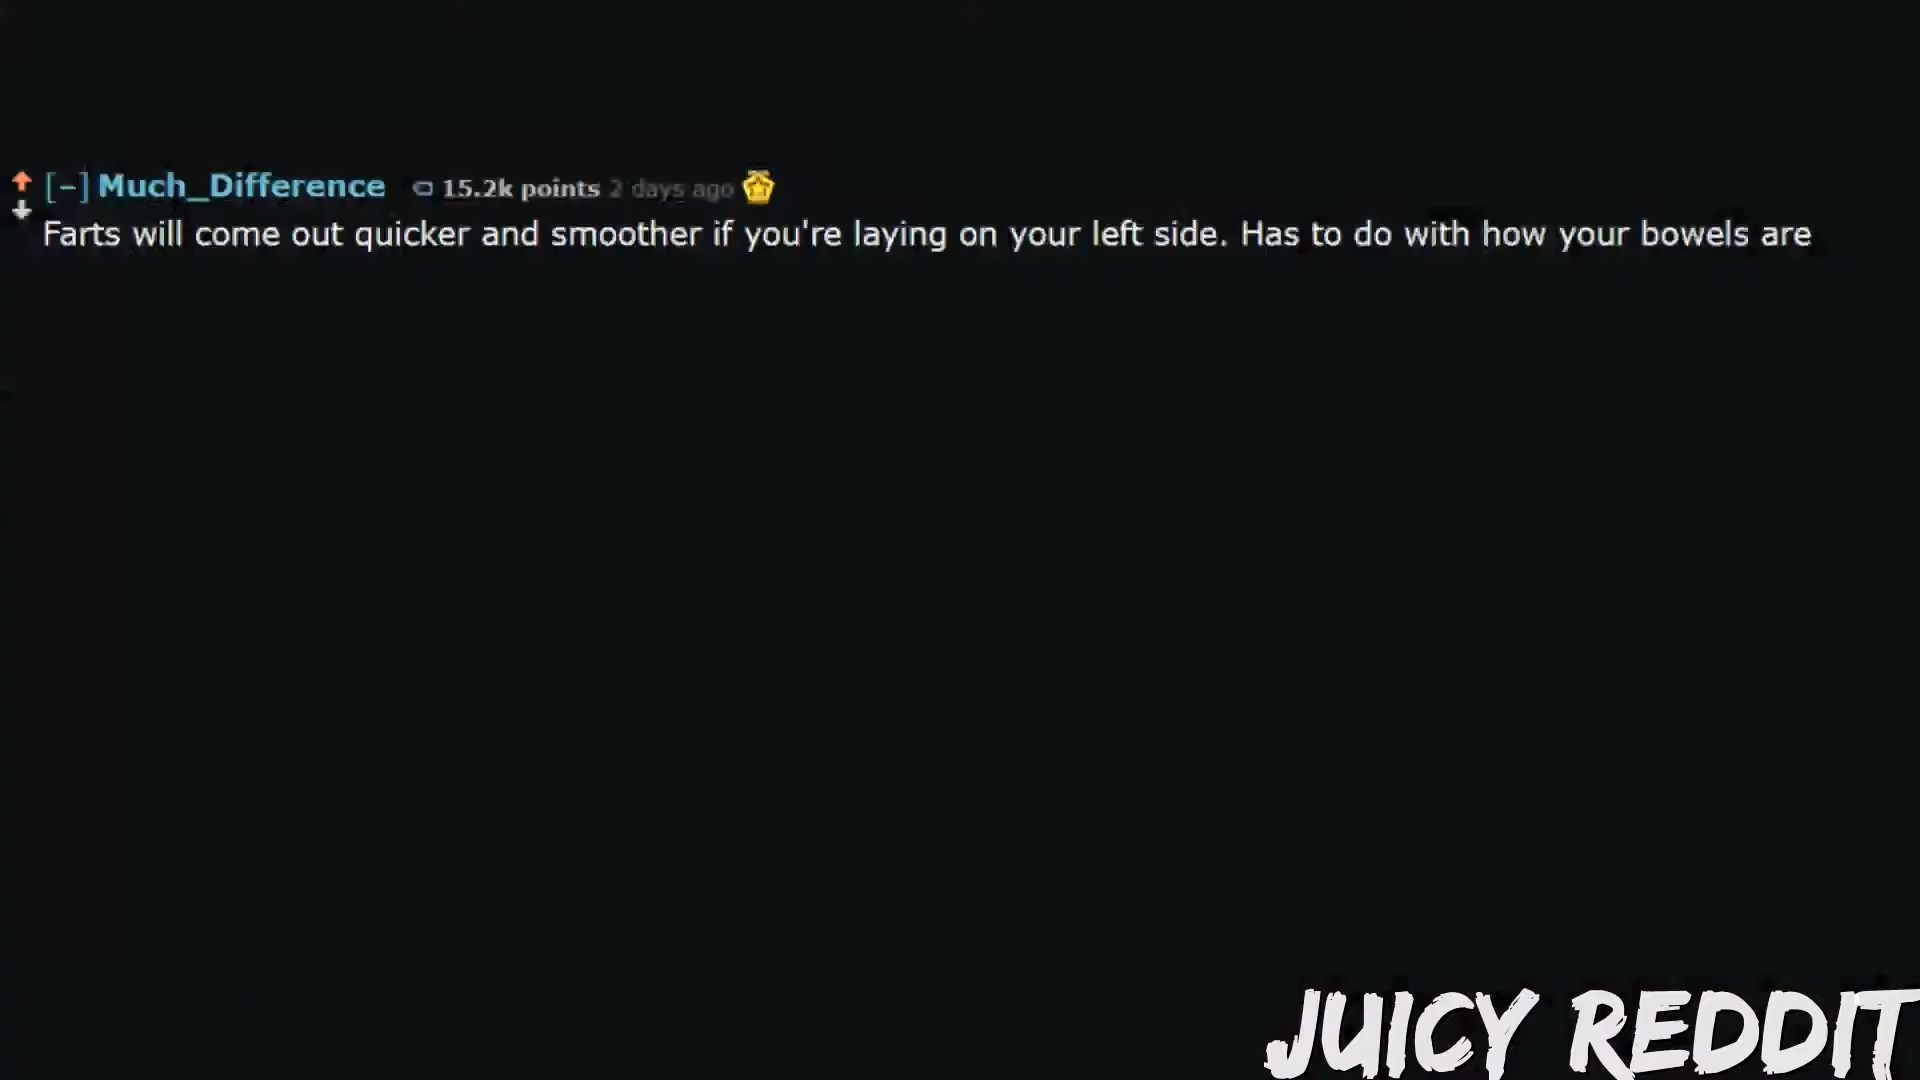 [–] Much_Difference 15.2k points 2 days ago
Farts will come out quicker and smoother if you're laying on your left side. Has to do with how your bowels are
JUICY REDDIT